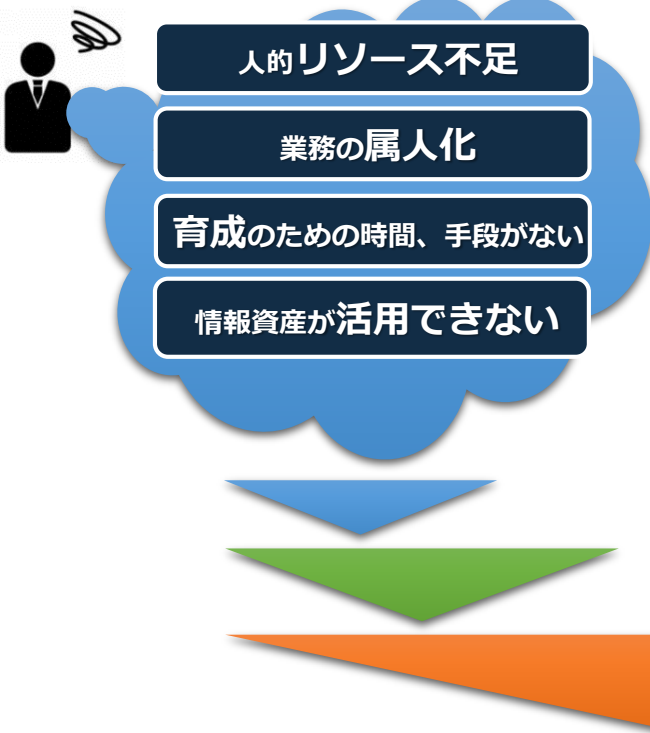 人的リソース不足
業務の属人化
育成のための時間、手段がない
情報資産が活用できない